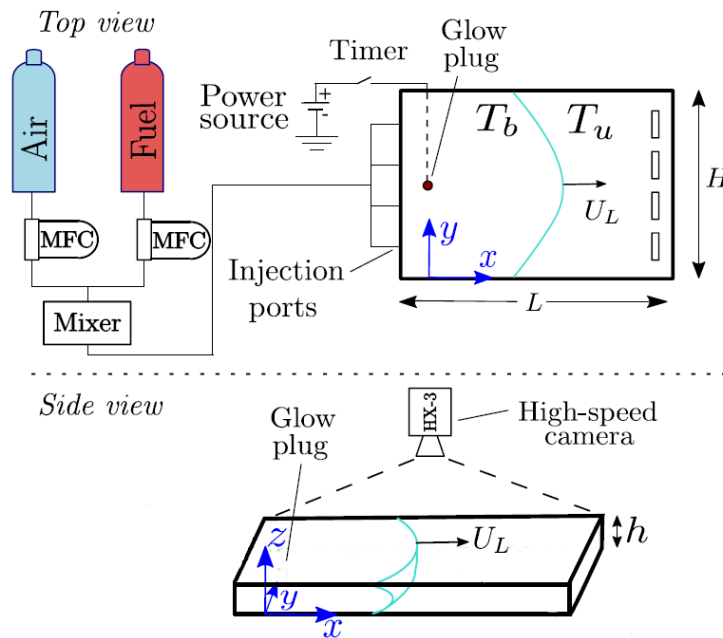 Top view
Air
Fuel
MFC
MFC
Mixer
Timer
Power
source
+
-
Glow
plug
T_b
T_u
U_L
H
y
x
L
Injection
ports
Side view
Glow
plug
HX-3
High-speed
camera
U_L
h
z
y
x